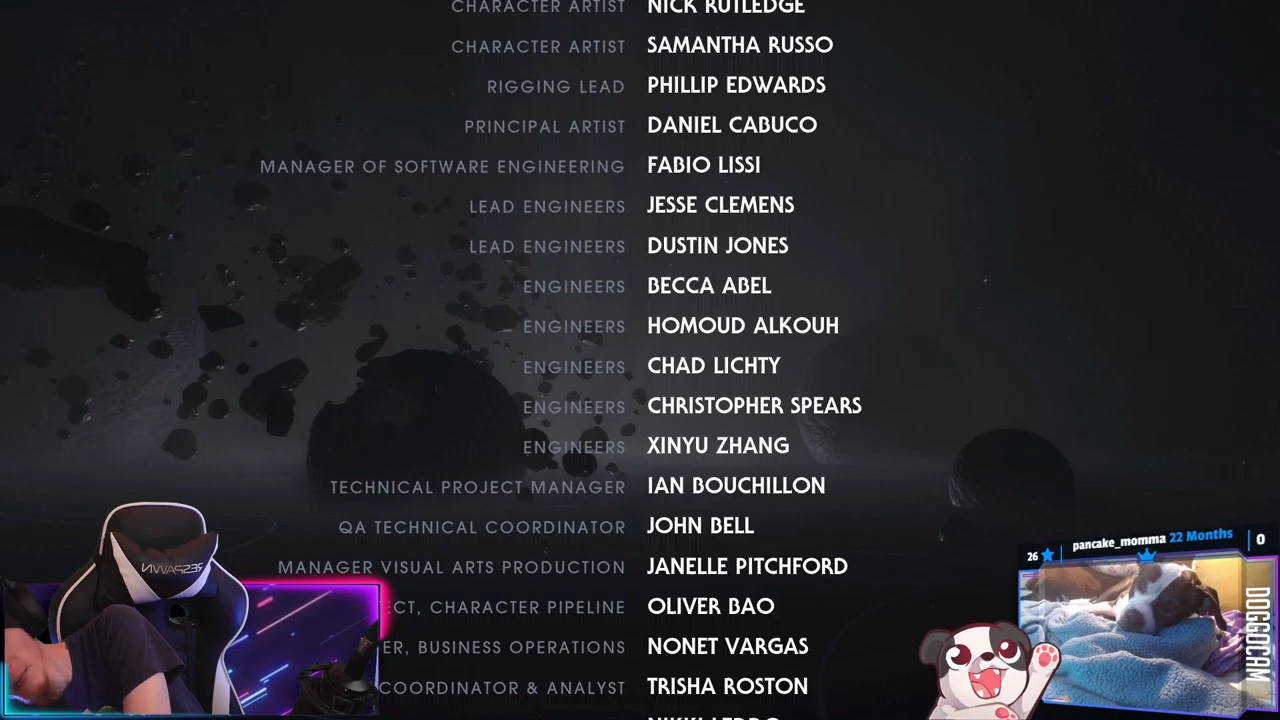 CHARACTER ARTIST NICK RUTLEDGE
CHARACTER ARTIST SAMANTHA RUSSO
RIGGING LEAD PHILLIP EDWARDS
PRINCIPAL ARTIST DANIEL CABUCO
MANAGER OF SOFTWARE ENGINEERING FABIO LISSI
LEAD ENGINEERS JESSE CLEMENS
LEAD ENGINEERS DUSTIN JONES
ENGINEERS BECCA ABEL
ENGINEERS HOMOUD ALKOUH
ENGINEERS CHAD LICHTY
ENGINEERS CHRISTOPHER SPEARS
ENGINEERS XINYU ZHANG
TECHNICAL PROJECT MANAGER IAN BOUCHILLON
QA TECHNICAL COORDINATOR JOHN BELL
MANAGER VISUAL ARTS PRODUCTION JANELLE PITCHFORD
ECT, CHARACTER PIPELINE OLIVER BAO
ER, BUSINESS OPERATIONS NONET VARGAS
COORDINATOR & ANALYST TRISHA ROSTON
RESPAWN
26 pancake_momma 22 Months 0
DOGGOCAM